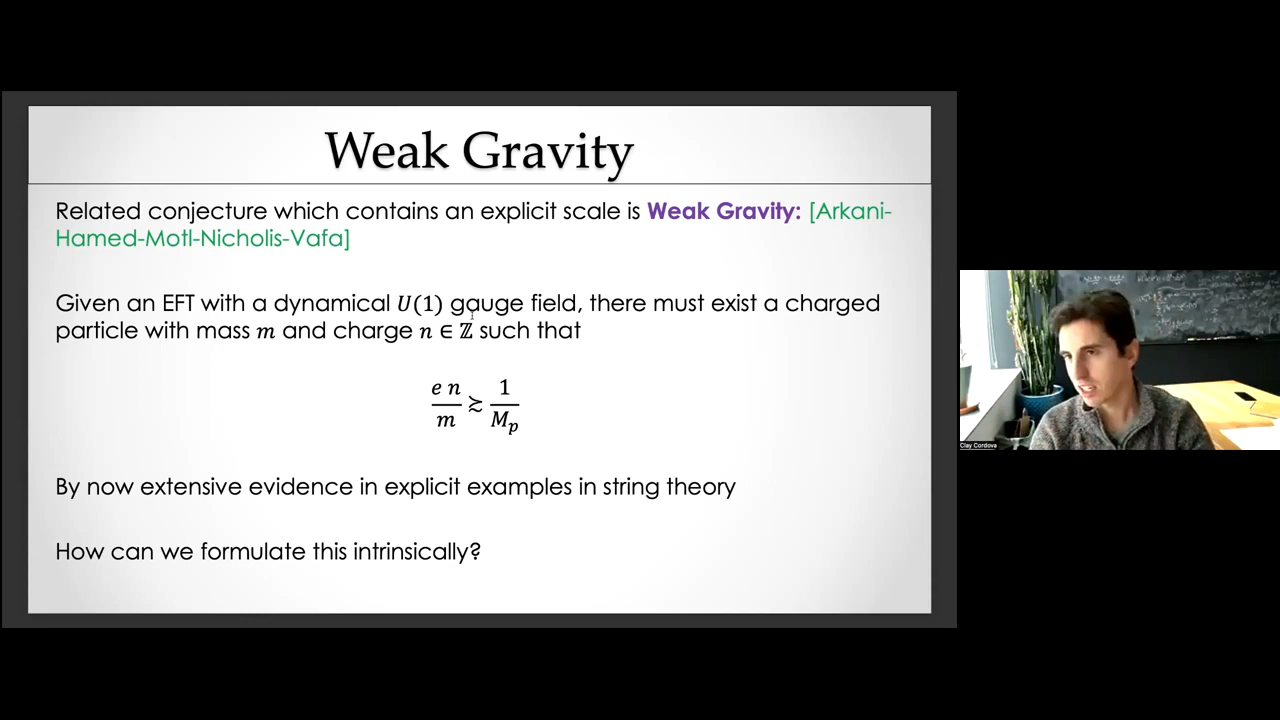 Weak Gravity
Related conjecture which contains an explicit scale is Weak Gravity: [Arkani-
Hamed-Motl-Nicholis-Vafa]
Given an EFT with a dynamical U(1) gauge field, there must exist a charged
particle with mass m and charge n ∈ ℤ such that
e n / m ≳ 1 / M_p
By now extensive evidence in explicit examples in string theory
How can we formulate this intrinsically?
Clay Cordova